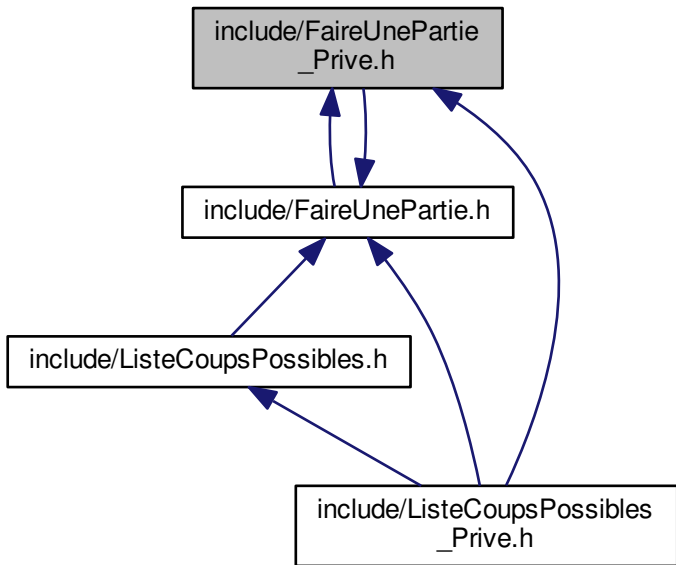 include/FaireUnePartie
_Prive.h
include/FaireUnePartie.h
include/ListeCoupsPossibles.h
include/ListeCoupsPossibles
_Prive.h